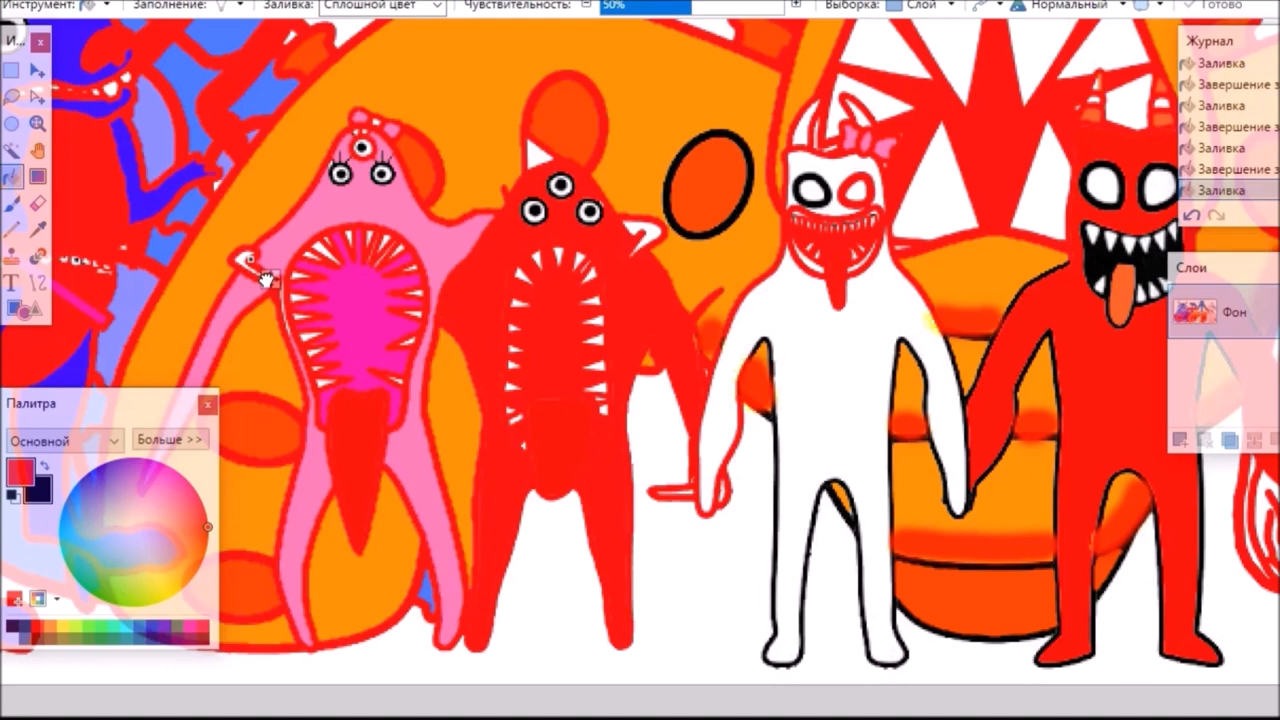 Инструмент: Заполнение: Заливка: Сплошной цвет Чувствительность: 50% Выборка: Слой Нормальный Готово
И... x
T
Журнал
Заливка
Завершение з
Заливка
Завершение з
Заливка
Завершение з
Заливка
Слои
Фон
Палитра x
Основной Больше >>